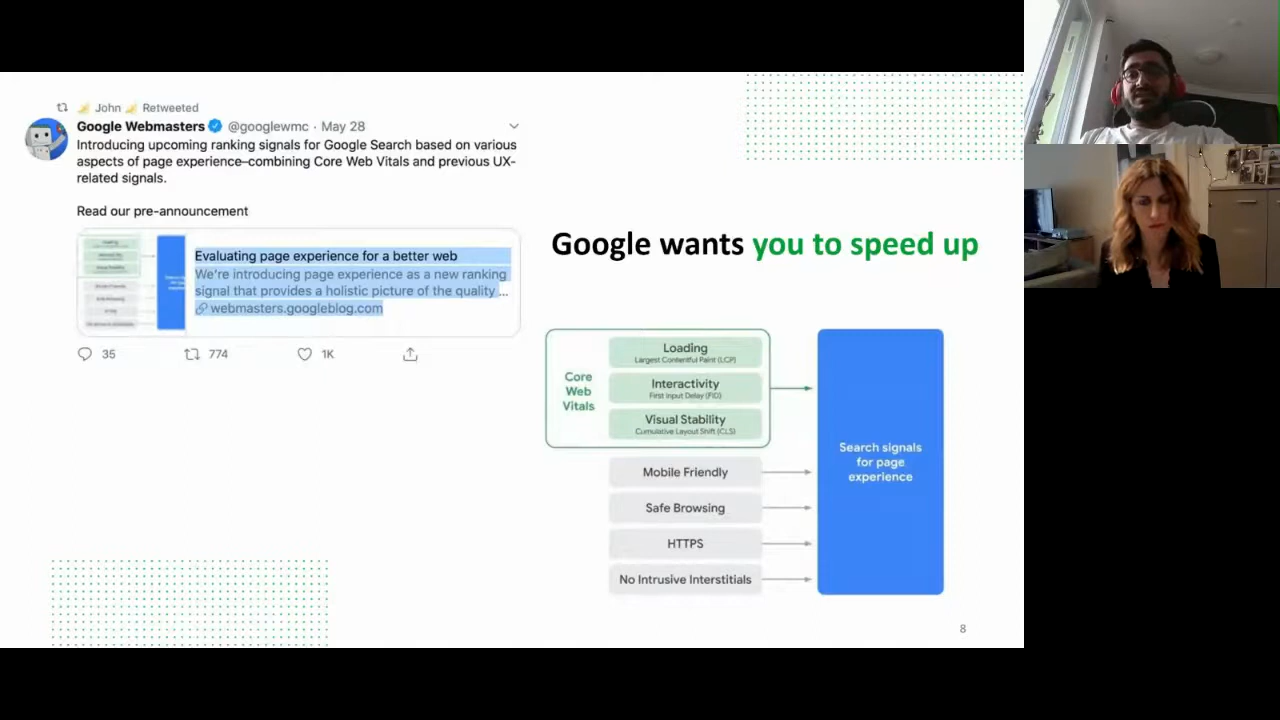 John Retweeted
Google Webmasters @googlewmc · May 28
Introducing upcoming ranking signals for Google Search based on various
aspects of page experience–combining Core Web Vitals and previous UX-
related signals.
Read our pre-announcement
Evaluating page experience for a better web
We're introducing page experience as a new ranking
signal that provides a holistic picture of the quality ...
webmasters.googleblog.com
35
774
1K
Google wants you to speed up
Core
Web
Vitals
Loading
Largest Contentful Paint (LCP)
Interactivity
First Input Delay (FID)
Visual Stability
Cumulative Layout Shift (CLS)
Mobile Friendly
Safe Browsing
HTTPS
No Intrusive Interstitials
Search signals
for page
experience
8